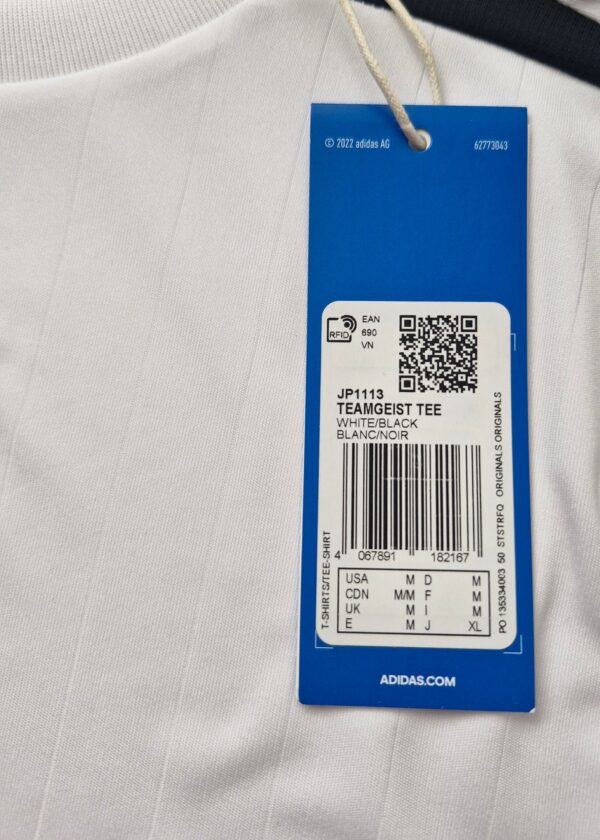 © 2022 adidas AG 62773043
RFID
EAN
690
VN
JP1113
TEAMGEIST TEE
WHITE/BLACK
BLANC/NOIR
4 067891 182167
USA M D M
CDN M/M F M
UK M I M
E M J XL
T-SHIRTS/TEE-SHIRT
PO 135334003 50 STSTRFQ ORIGINALS ORIGINALS
ADIDAS.COM